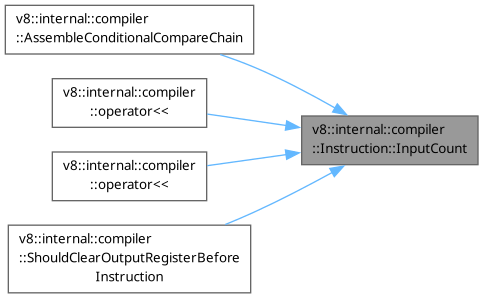 v8::internal::compiler
::AssembleConditionalCompareChain
v8::internal::compiler
::operator<<
v8::internal::compiler
::Instruction::InputCount
v8::internal::compiler
::operator<<
v8::internal::compiler
::ShouldClearOutputRegisterBefore
Instruction